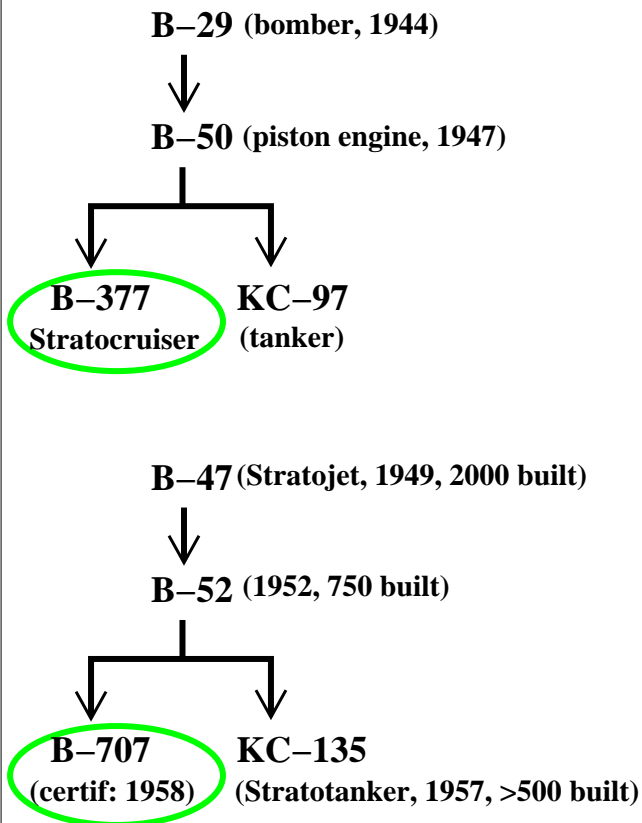 B–29 (bomber, 1944)
B–50 (piston engine, 1947)
B–377 KC–97
Stratocruiser (tanker)
B–47 (Stratojet, 1949, 2000 built)
B–52 (1952, 750 built)
B–707 KC–135
(certif: 1958) (Stratotanker, 1957, >500 built)